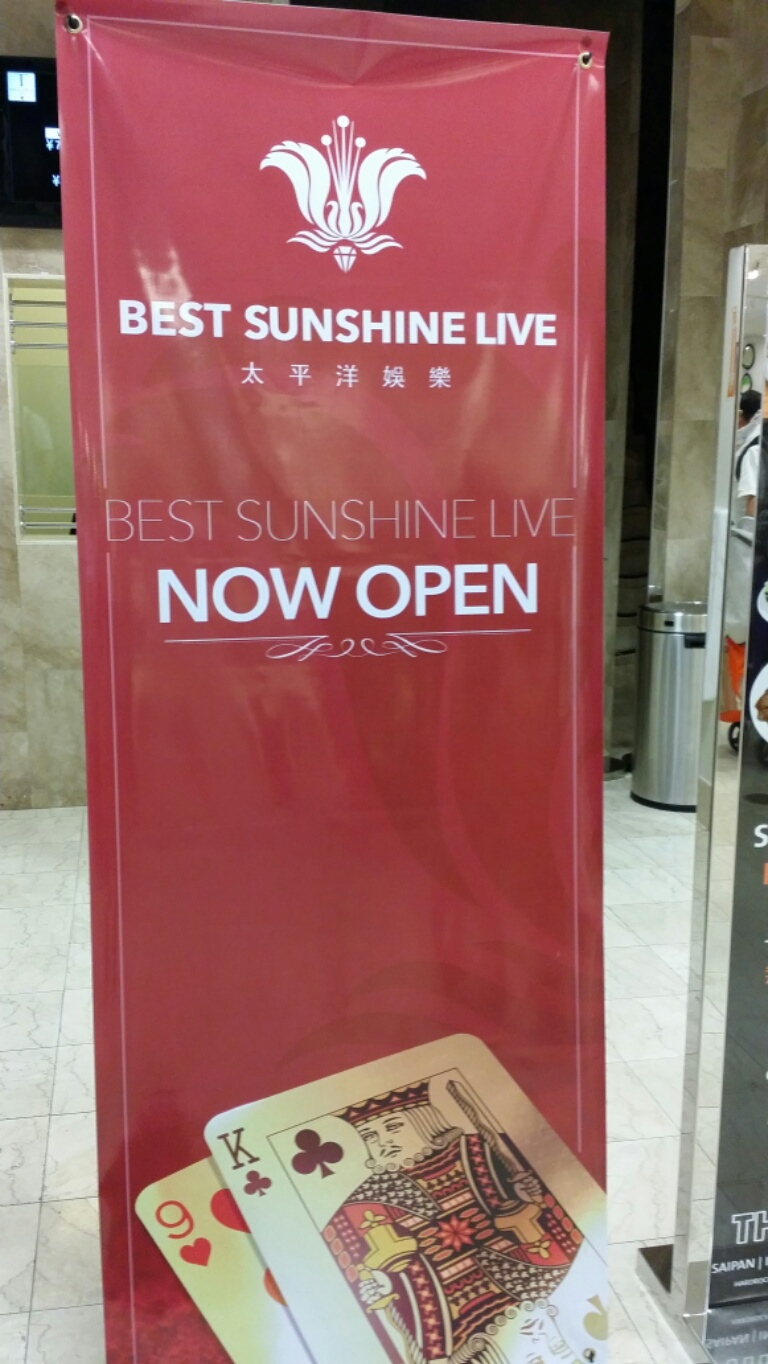 BEST SUNSHINE LIVE
太平洋娛樂
BEST SUNSHINE LIVE
NOW OPEN
K
9
SAIPAN |